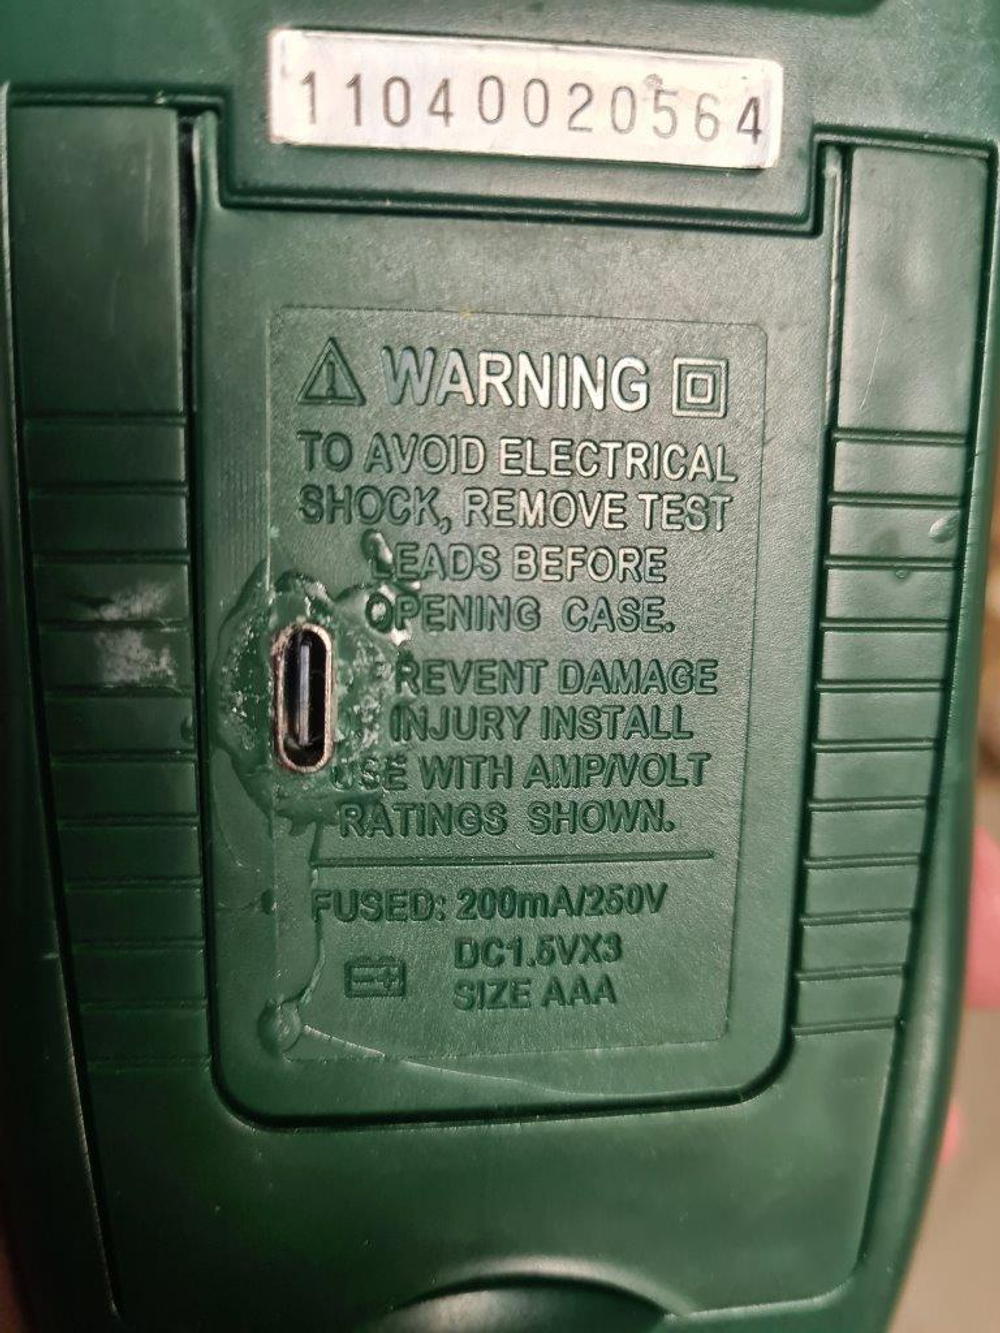 11040020564
WARNING
TO AVOID ELECTRICAL
SHOCK, REMOVE TEST
LEADS BEFORE
OPENING CASE.
REVENT DAMAGE
INJURY INSTALL
USE WITH AMP/VOLT
RATINGS SHOWN.
FUSED: 200mA/250V
DC1.5VX3
SIZE AAA